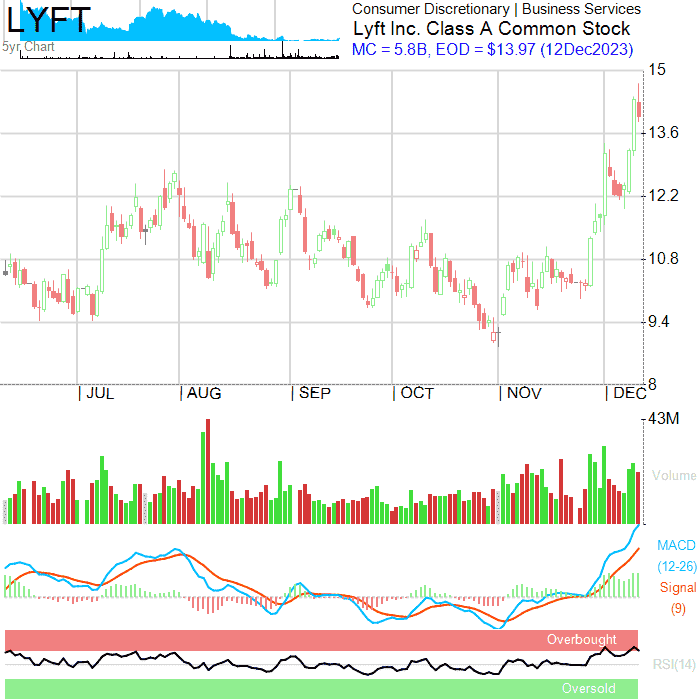 LYFT
5yr Chart
Consumer Discretionary | Business Services
Lyft Inc. Class A Common Stock
MC = 5.8B, EOD = $13.97 (12Dec2023)
15
13.6
12.2
10.8
9.4
8
JUL
AUG
SEP
OCT
NOV
DEC
43M
Volume
MACD
(12-26)
Signal
(9)
Overbought
RSI(14)
Oversold